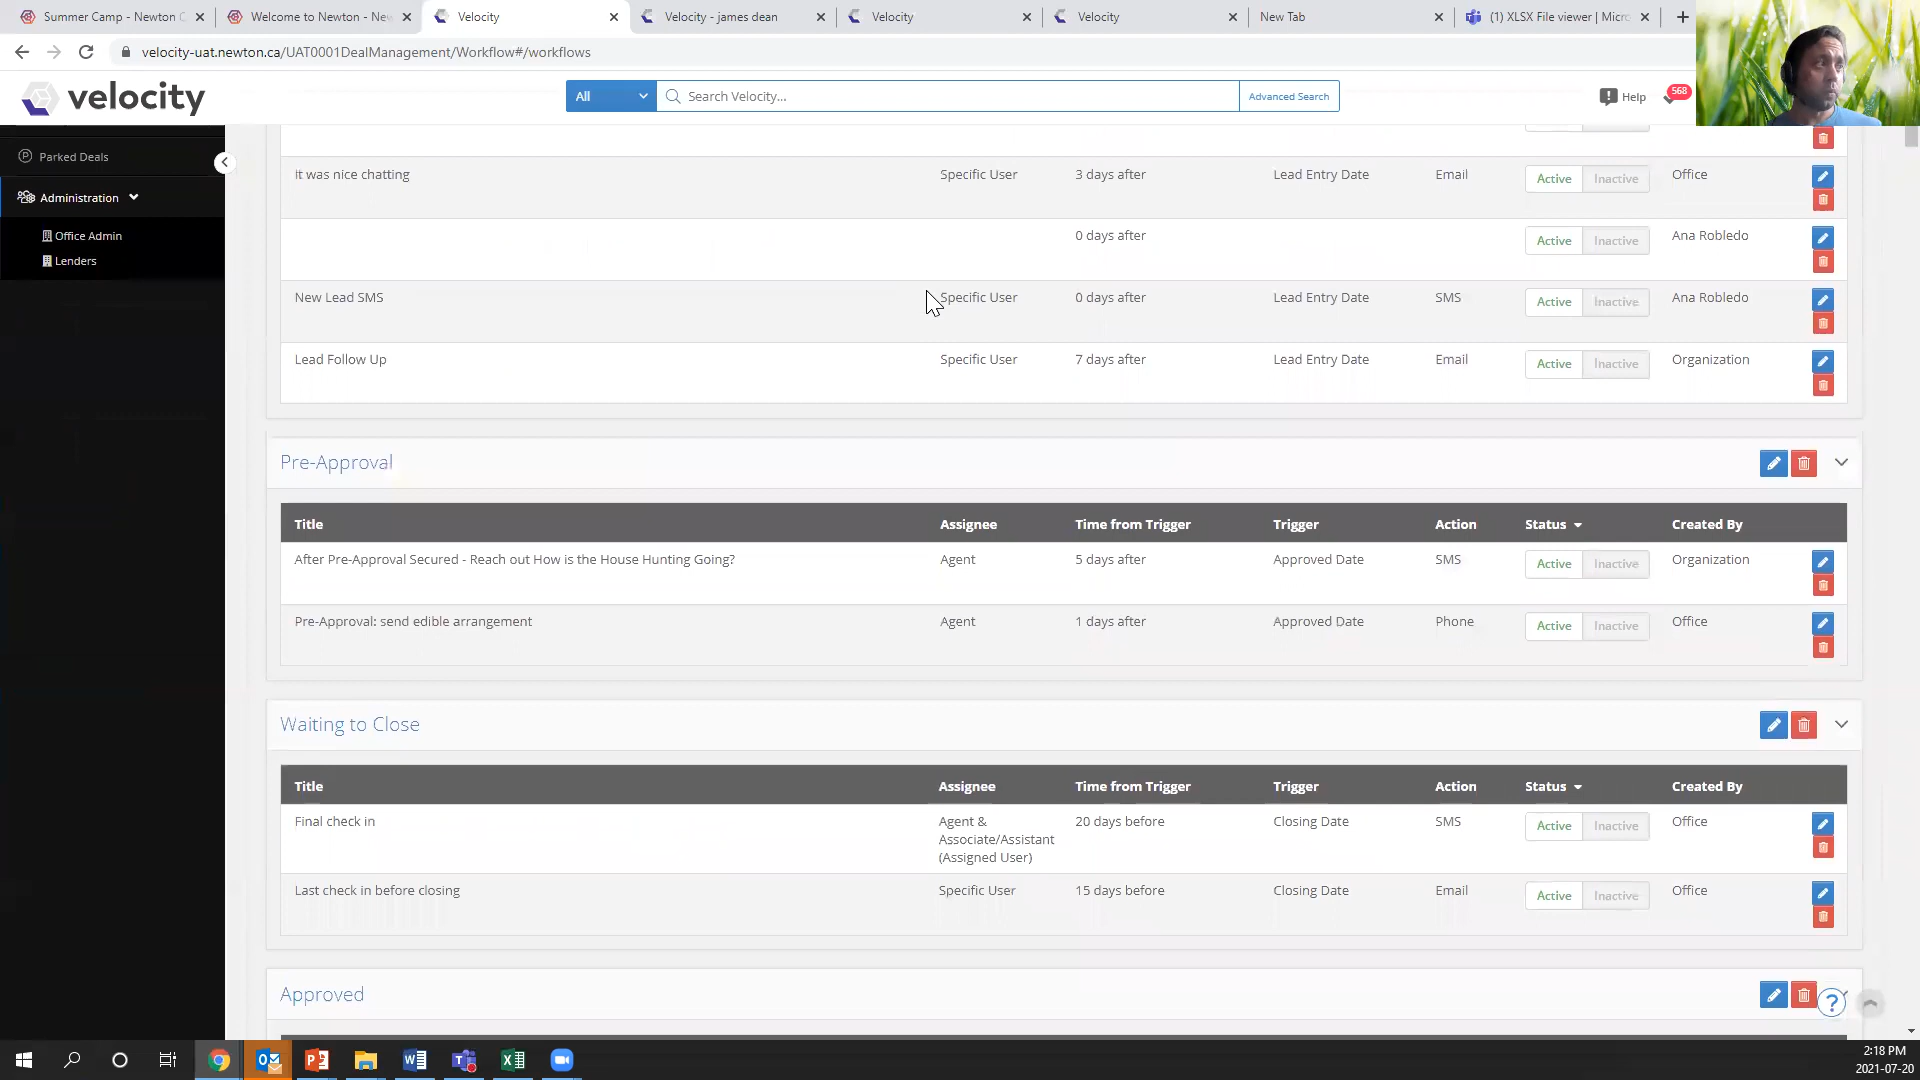 Summer Camp - Newton C
Welcome to Newton - New
Velocity
Velocity - james dean
Velocity
Velocity
New Tab
(1) XLSX File viewer | Micro
velocity-uat.newton.ca/UAT0001DealManagement/Workflow#/workflows
velocity
All
Search Velocity...
Advanced Search
Help
568
Parked Deals
Administration
Office Admin
Lenders
It was nice chatting Specific User 3 days after Lead Entry Date Email Active Inactive Office
0 days after Active Inactive Ana Robledo
New Lead SMS Specific User 0 days after Lead Entry Date SMS Active Inactive Ana Robledo
Lead Follow Up Specific User 7 days after Lead Entry Date Email Active Inactive Organization
Pre-Approval
Title Assignee Time from Trigger Trigger Action Status Created By
After Pre-Approval Secured - Reach out How is the House Hunting Going? Agent 5 days after Approved Date SMS Active Inactive Organization
Pre-Approval: send edible arrangement Agent 1 days after Approved Date Phone Active Inactive Office
Waiting to Close
Title Assignee Time from Trigger Trigger Action Status Created By
Final check in Agent & 20 days before Closing Date SMS Active Inactive Office
Associate/Assistant
(Assigned User)
Last check in before closing Specific User 15 days before Closing Date Email Active Inactive Office
Approved
?
2:18 PM
2021-07-20